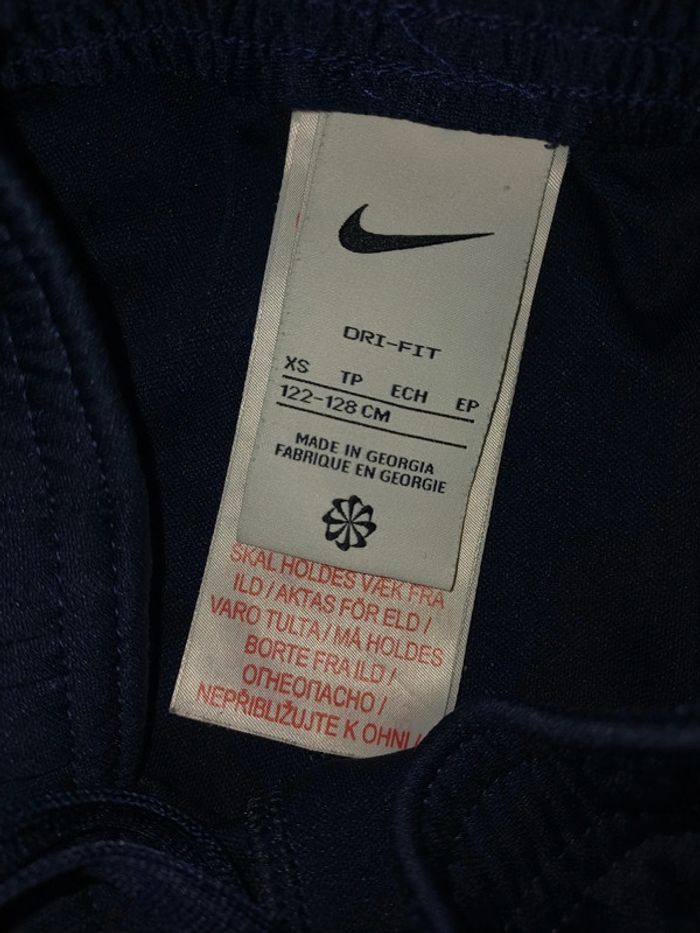 DRI-FIT
XS TP ECH EP
122-128 CM
MADE IN GEORGIA
FABRIQUE EN GEORGIE
SKAL HOLDES VÆK FRA
ILD / AKTAS FÖR ELD /
VARO TULTA / MÅ HOLDES
BORTE FRA ILD /
ОГНЕОПАСНО /
NEPŘIBLIŽUJTE K OHNI /